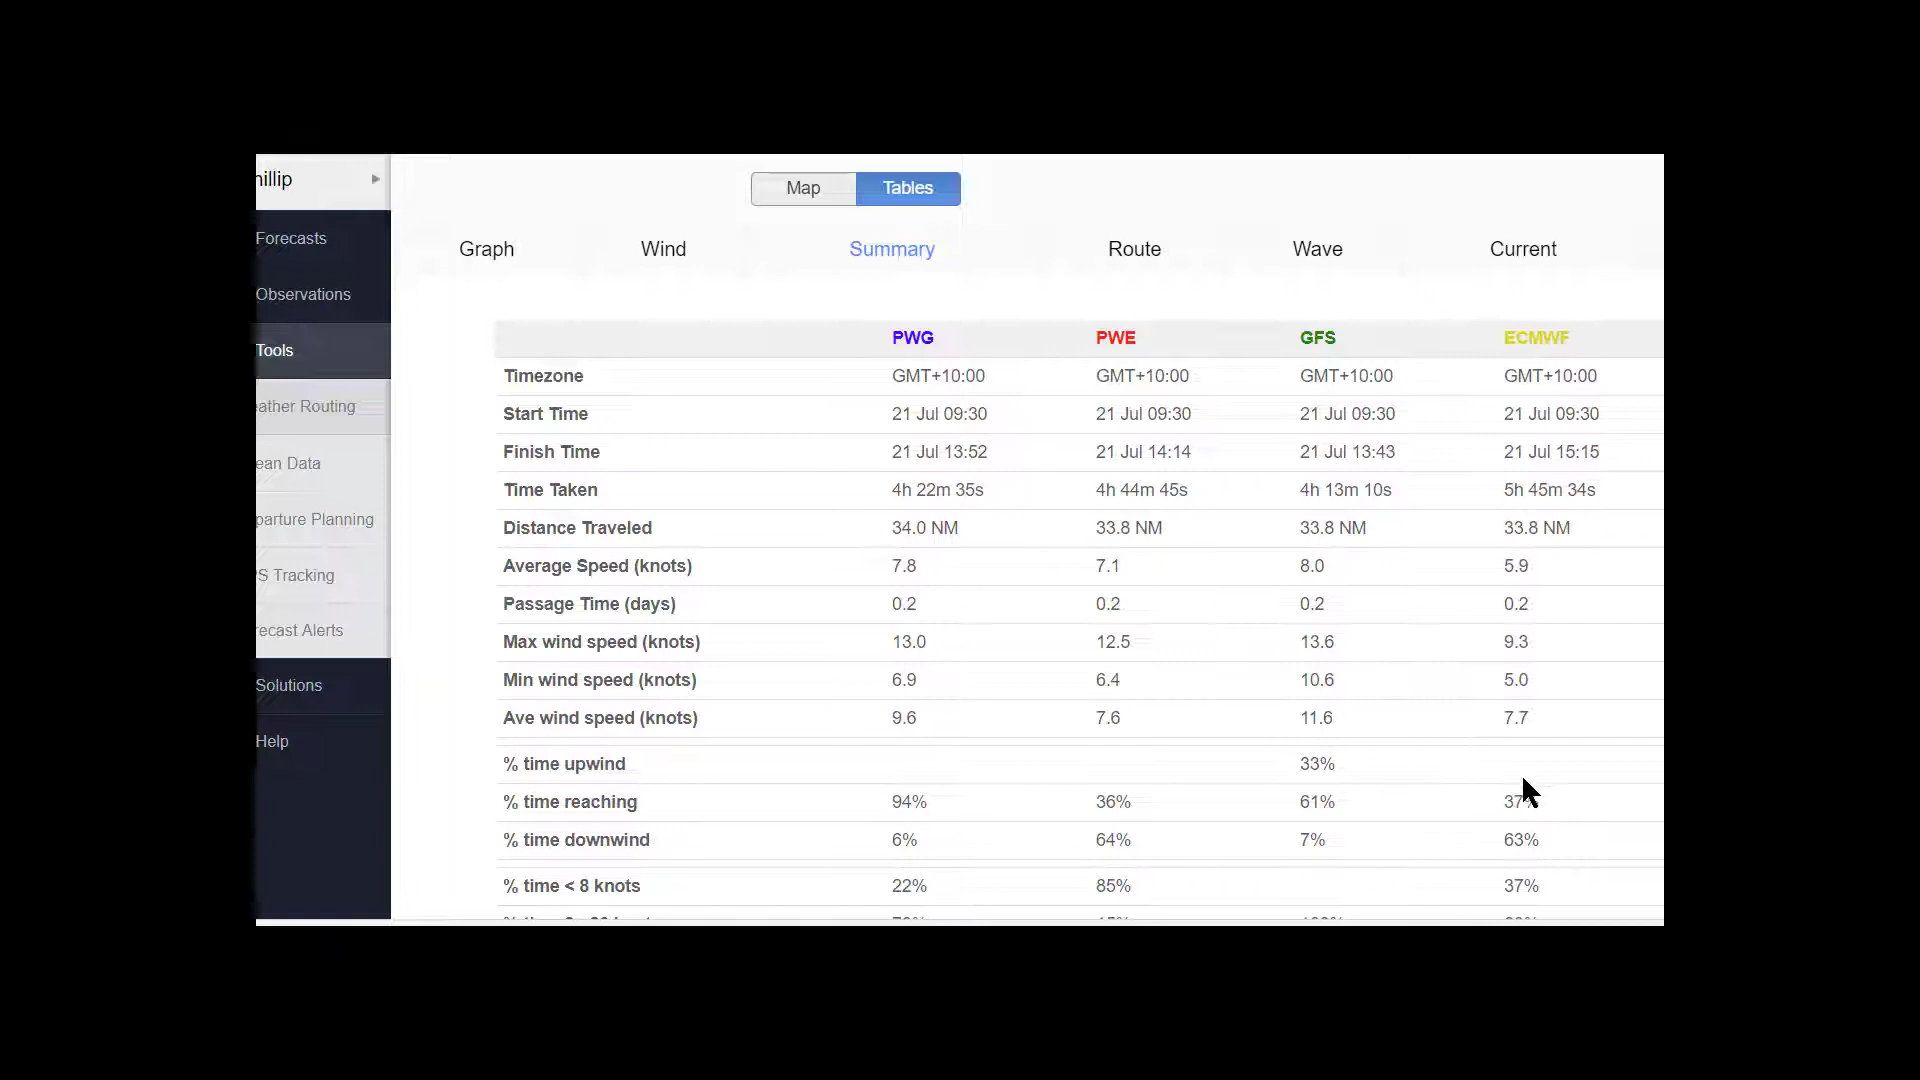 hillip
Map Tables
Forecasts
Graph Wind Summary Route Wave Current
Observations
PWG PWE GFS ECMWF
Tools
Timezone GMT+10:00 GMT+10:00 GMT+10:00 GMT+10:00
eather Routing
Start Time 21 Jul 09:30 21 Jul 09:30 21 Jul 09:30 21 Jul 09:30
Finish Time 21 Jul 13:52 21 Jul 14:14 21 Jul 13:43 21 Jul 15:15
ean Data
Time Taken 4h 22m 35s 4h 44m 45s 4h 13m 10s 5h 45m 34s
parture Planning
Distance Traveled 34.0 NM 33.8 NM 33.8 NM 33.8 NM
Average Speed (knots) 7.8 7.1 8.0 5.9
S Tracking
Passage Time (days) 0.2 0.2 0.2 0.2
recast Alerts
Max wind speed (knots) 13.0 12.5 13.6 9.3
Solutions
Min wind speed (knots) 6.9 6.4 10.6 5.0
Ave wind speed (knots) 9.6 7.6 11.6 7.7
Help
% time upwind 33%
% time reaching 94% 36% 61% 37%
% time downwind 6% 64% 7% 63%
% time < 8 knots 22% 85% 37%